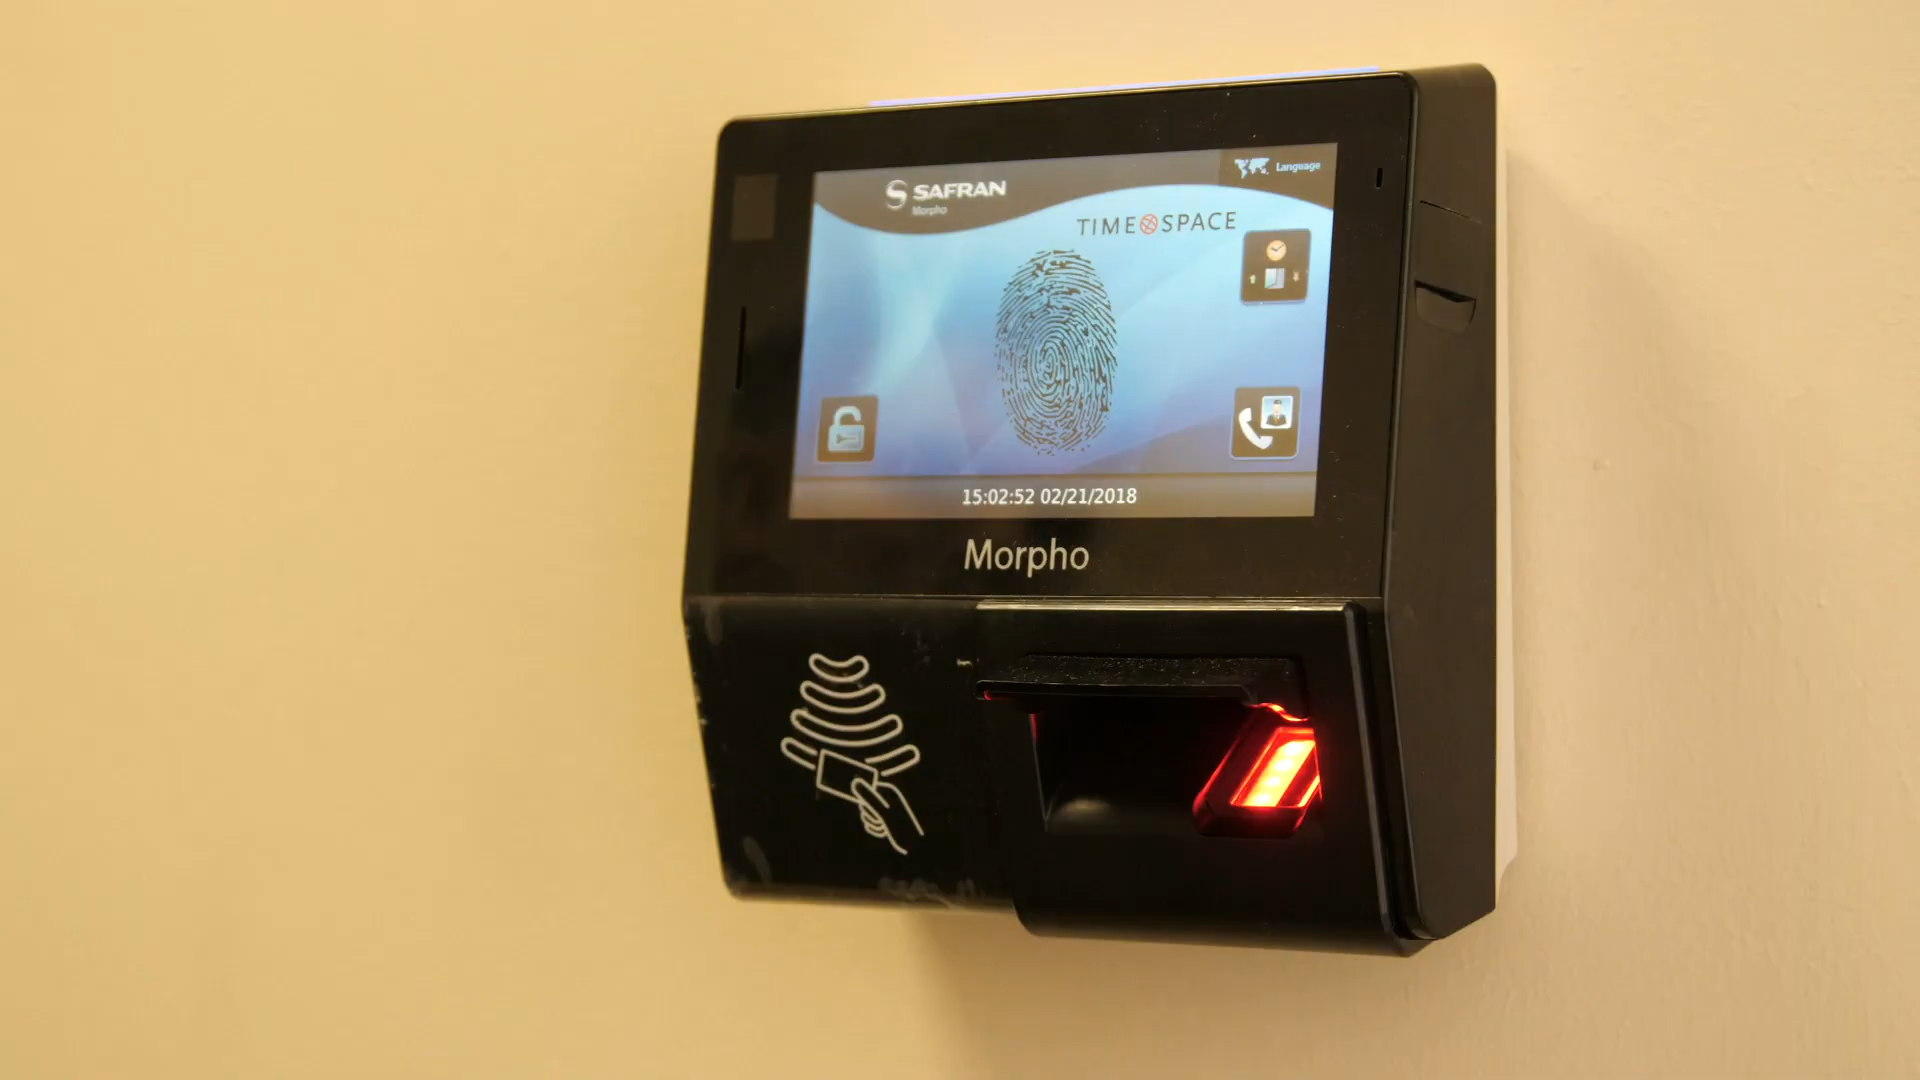 SAFRAN
Morpho
Language
TIME SPACE
15:02:52 02/21/2018
Morpho